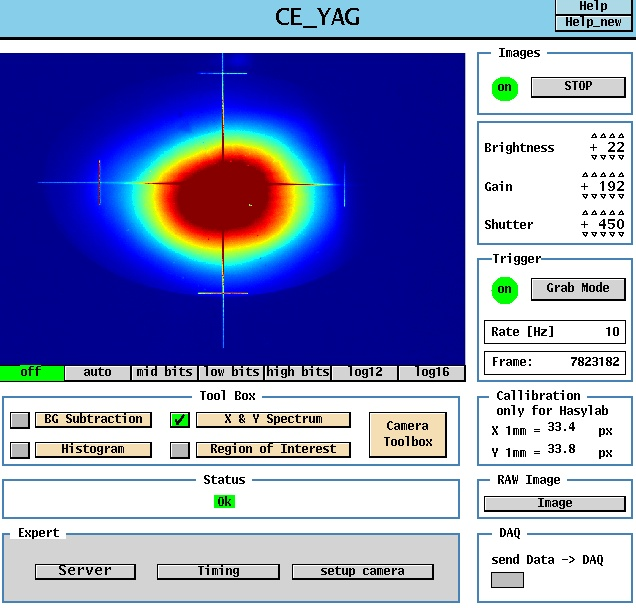 CE_YAG
Help
Help_new
Images
on
STOP
Brightness + 22
Gain + 192
Shutter + 450
Trigger
on
Grab Mode
Rate [Hz] 10
Frame: 7823182
off auto mid bits low bits high bits log12 log16
Tool Box
BG Subtraction
X & Y Spectrum
Histogram
Region of Interest
Camera
Toolbox
Callibration
only for Hasylab
X 1mm = 33.4 px
Y 1mm = 33.8 px
Status
Ok
RAW Image
Image
Expert
Server
Timing
setup camera
DAQ
send Data -> DAQ